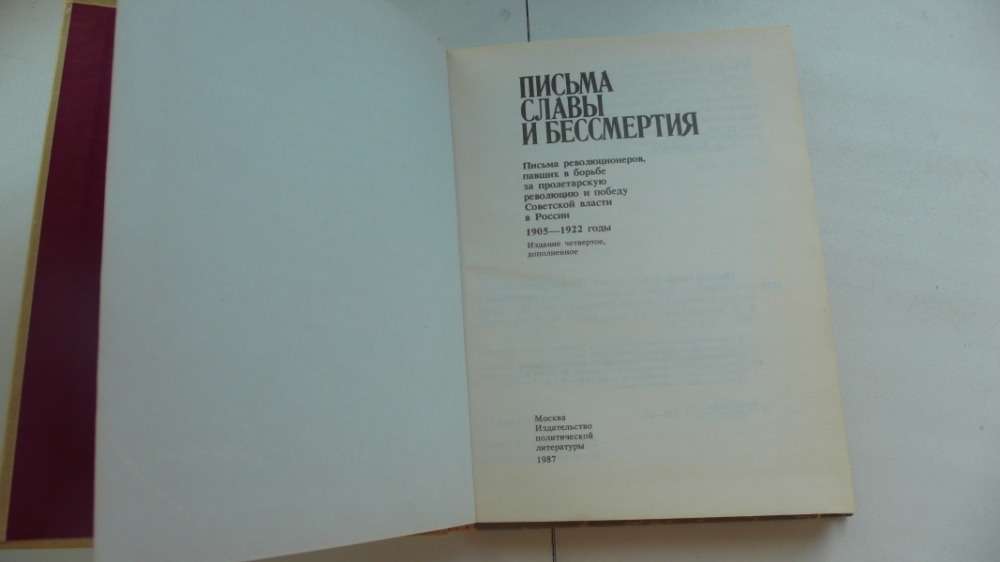 ПИСЬМА
СЛАВЫ
И БЕССМЕРТИЯ
Письма революционеров,
павших в борьбе
за пролетарскую
революцию и победу
Советской власти
в России
1905—1922 годы
Издание четвертое,
дополненное
Москва
Издательство
политической
литературы
1987